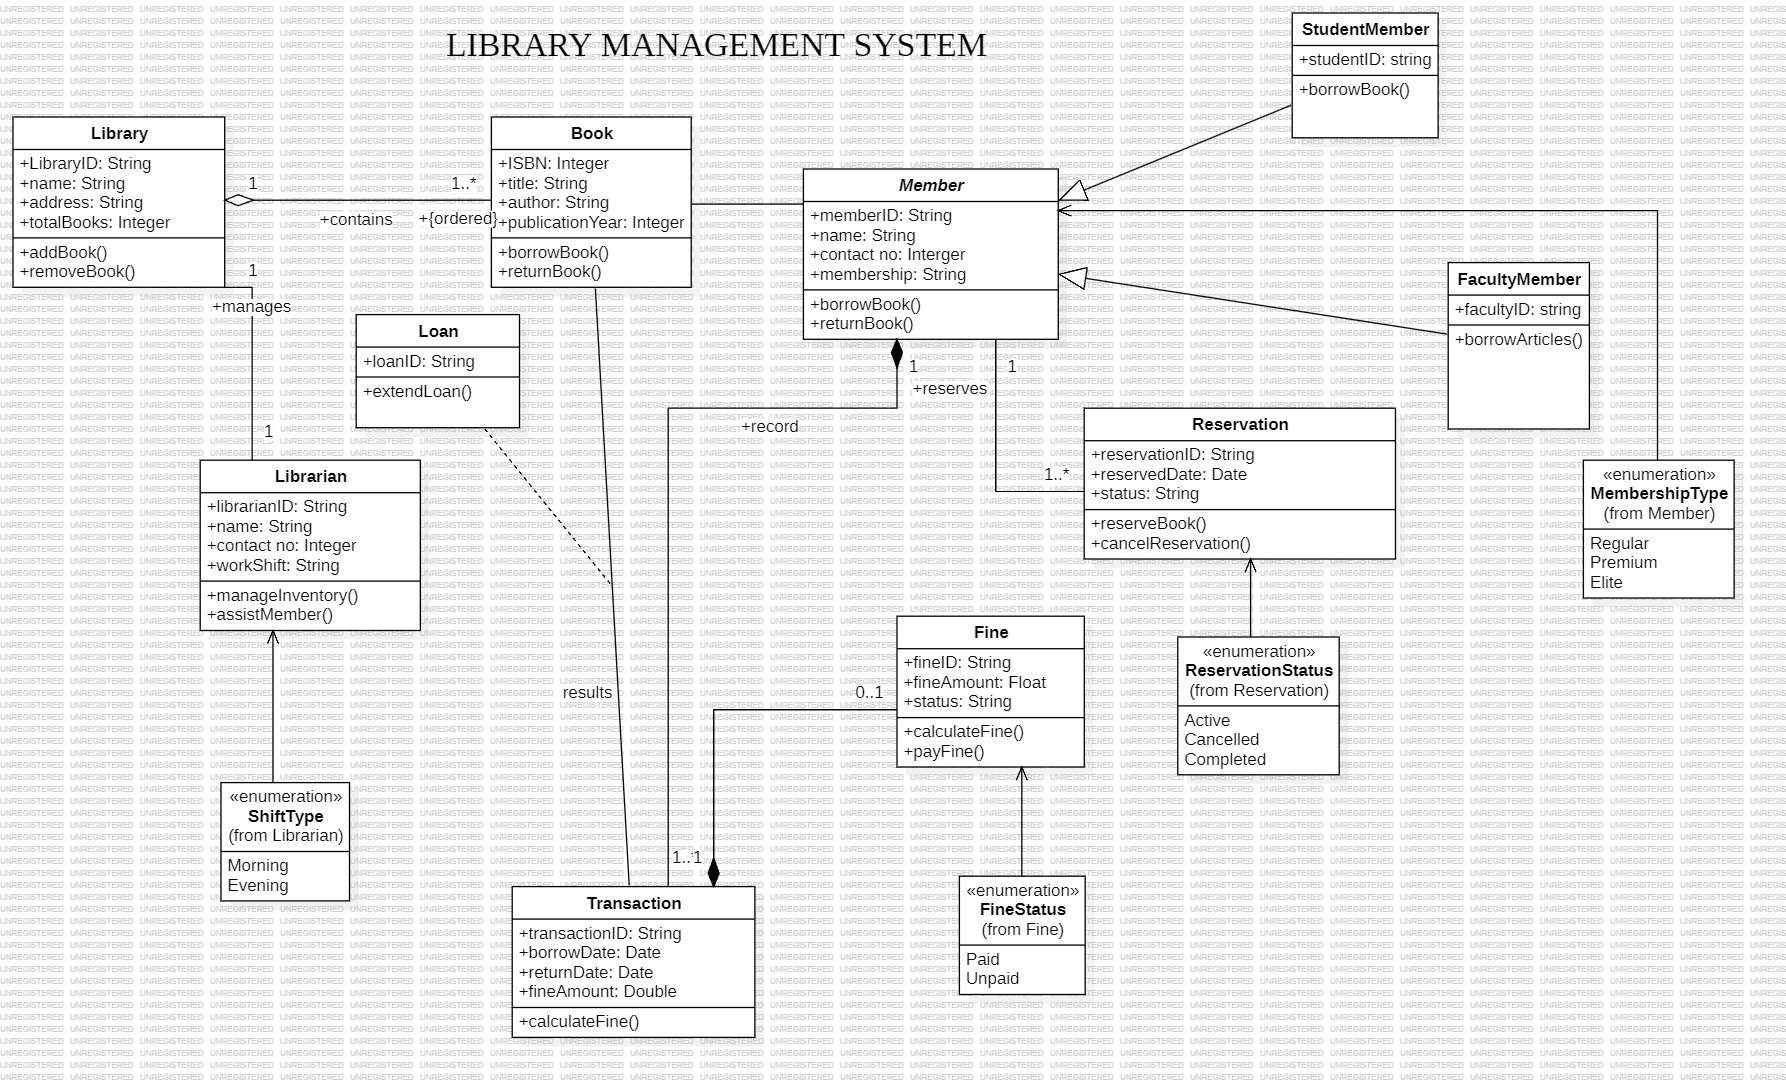 LIBRARY MANAGEMENT SYSTEM
StudentMember
+studentID: string
+borrowBook()
Library
+LibraryID: String
+name: String
+address: String
+totalBooks: Integer
+addBook()
+removeBook()
1
+contains
1..*
+{ordered}
Book
+ISBN: Integer
+title: String
+author: String
+publicationYear: Integer
+borrowBook()
+returnBook()
Member
+memberID: String
+name: String
+contact no: Interger
+membership: String
+borrowBook()
+returnBook()
FacultyMember
+facultyID: string
+borrowArticles()
1
+manages
1
Loan
+loanID: String
+extendLoan()
1
+reserves
1
+record
1..*
Reservation
+reservationID: String
+reservedDate: Date
+status: String
+reserveBook()
+cancelReservation()
«enumeration»
MembershipType
(from Member)
Regular
Premium
Elite
Librarian
+librarianID: String
+name: String
+contact no: Integer
+workShift: String
+manageInventory()
+assistMember()
results
0..1
Fine
+fineID: String
+fineAmount: Float
+status: String
+calculateFine()
+payFine()
«enumeration»
ReservationStatus
(from Reservation)
Active
Cancelled
Completed
«enumeration»
ShiftType
(from Librarian)
Morning
Evening
1
Transaction
+transactionID: String
+borrowDate: Date
+returnDate: Date
+fineAmount: Double
+calculateFine()
«enumeration»
FineStatus
(from Fine)
Paid
Unpaid
UNREGISTERED